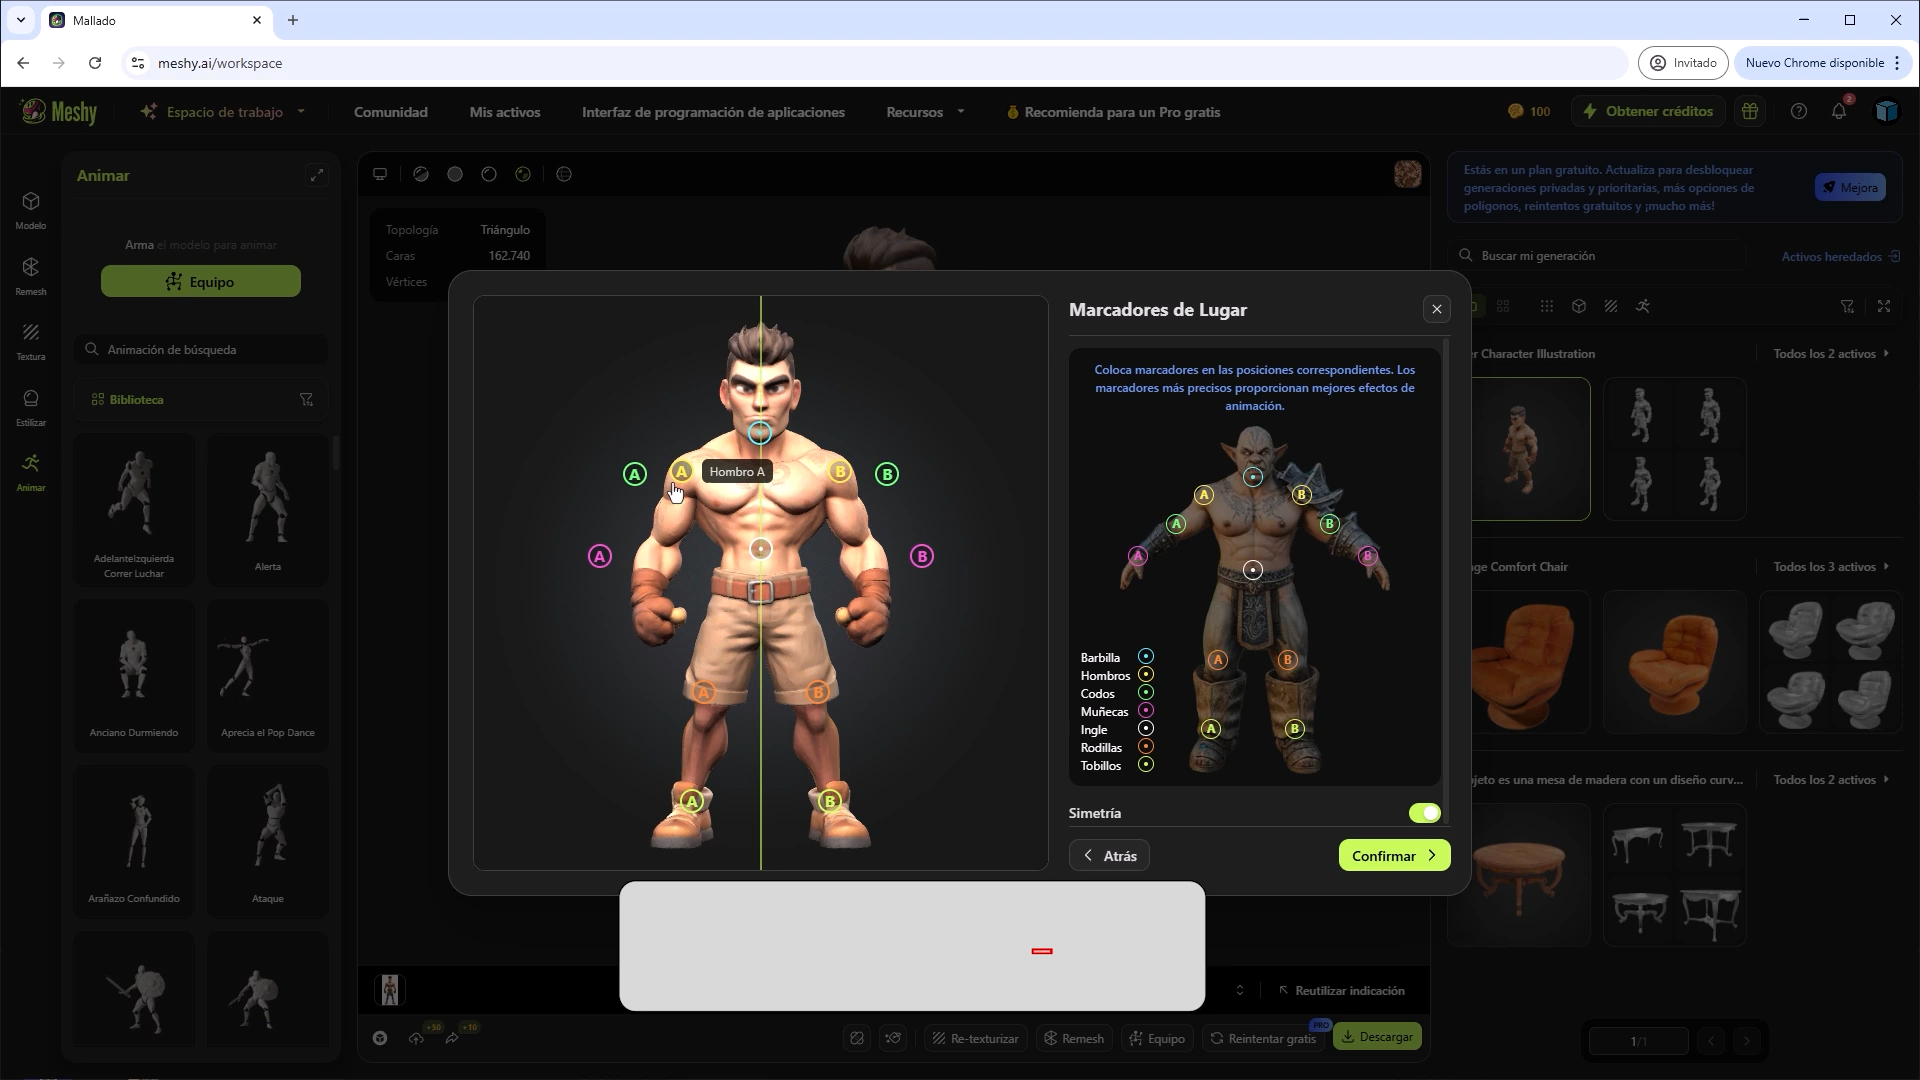 Mallado
meshy.ai/workspace
Invitado
Nuevo Chrome disponible
Meshy
Espacio de trabajo
Comunidad
Mis activos
Interfaz de programación de aplicaciones
Recursos
Recomienda para un Pro gratis
100
Obtener créditos
2
Animar
Arma el modelo para animar
Equipo
Animación de búsqueda
Biblioteca
AdelanteIzquierda
Correr Luchar
Alerta
Anciano Durmiendo
Aprecia el Pop Dance
Arañazo Confundido
Ataque
Modelo
Remesh
Textura
Estilizar
Animar
Topología Triángulo
Caras 162.740
Vértices
A
A
Hombro A
B
B
A
B
A
B
A
B
Marcadores de Lugar
Coloca marcadores en las posiciones correspondientes. Los
marcadores más precisos proporcionan mejores efectos de
animación.
A
B
A
B
A
B
A
B
A
B
Barbilla
Hombros
Codos
Muñecas
Ingle
Rodillas
Tobillos
Simetría
Atrás
Confirmar
Estás en un plan gratuito. Actualiza para desbloquear
generaciones privadas y prioritarias, más opciones de
polígonos, reintentos gratuitos y ¡mucho más!
Mejora
Buscar mi generación
Activos heredados
Character Illustration
Todos los 2 activos
Comfort Chair
Todos los 3 activos
es una mesa de madera con un diseño curv...
Todos los 2 activos
Reutilizar indicación
+50
+10
Re-texturizar
Remesh
Equipo
Reintentar gratis
PRO
Descargar
1/1